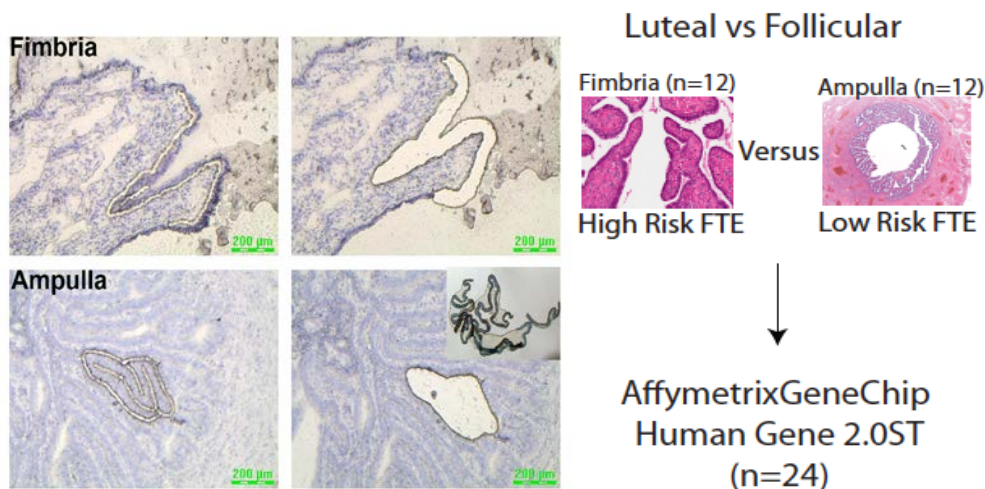 Fimbria
200 µm
200 µm
Ampulla
200 µm
200 µm
Luteal vs Follicular
Fimbria (n=12)
Ampulla (n=12)
Versus
High Risk FTE
Low Risk FTE
AffymetrixGeneChip
Human Gene 2.0ST
(n=24)